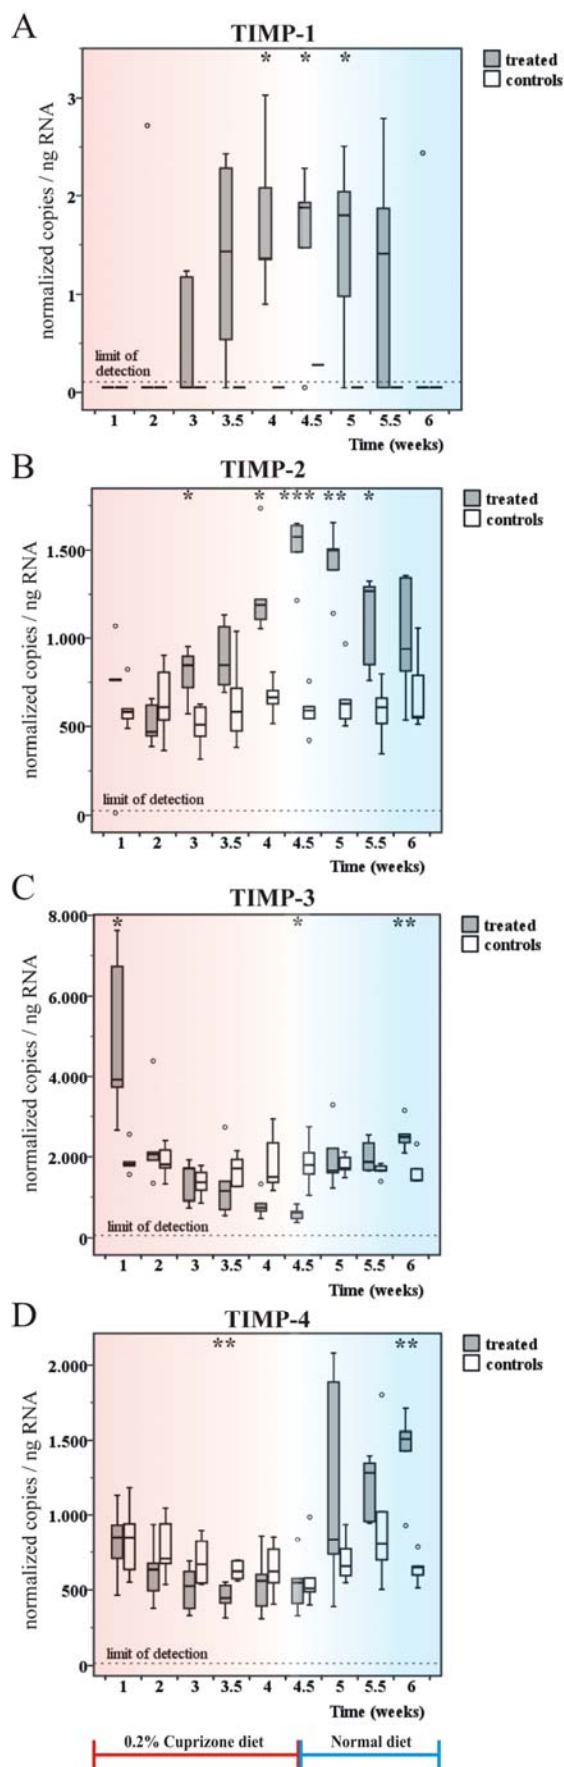 A
TIMP-1
* * *
treated
controls
normalized copies / ng RNA
3
2
1
0
limit of
detection
1 2 3 3.5 4 4.5 5 5.5 6
Time (weeks)
B
TIMP-2
* * *** ** *
treated
controls
normalized copies / ng RNA
1.500
1.000
500
0
limit of detection
1 2 3 3.5 4 4.5 5 5.5 6
Time (weeks)
C
TIMP-3
* * **
treated
controls
normalized copies / ng RNA
8.000
6.000
4.000
2.000
0
limit of detection
1 2 3 3.5 4 4.5 5 5.5 6
Time (weeks)
D
TIMP-4
** **
treated
controls
normalized copies / ng RNA
2.000
1.500
1.000
500
0
limit of detection
1 2 3 3.5 4 4.5 5 5.5 6
Time (weeks)
0.2% Cuprizone diet Normal diet